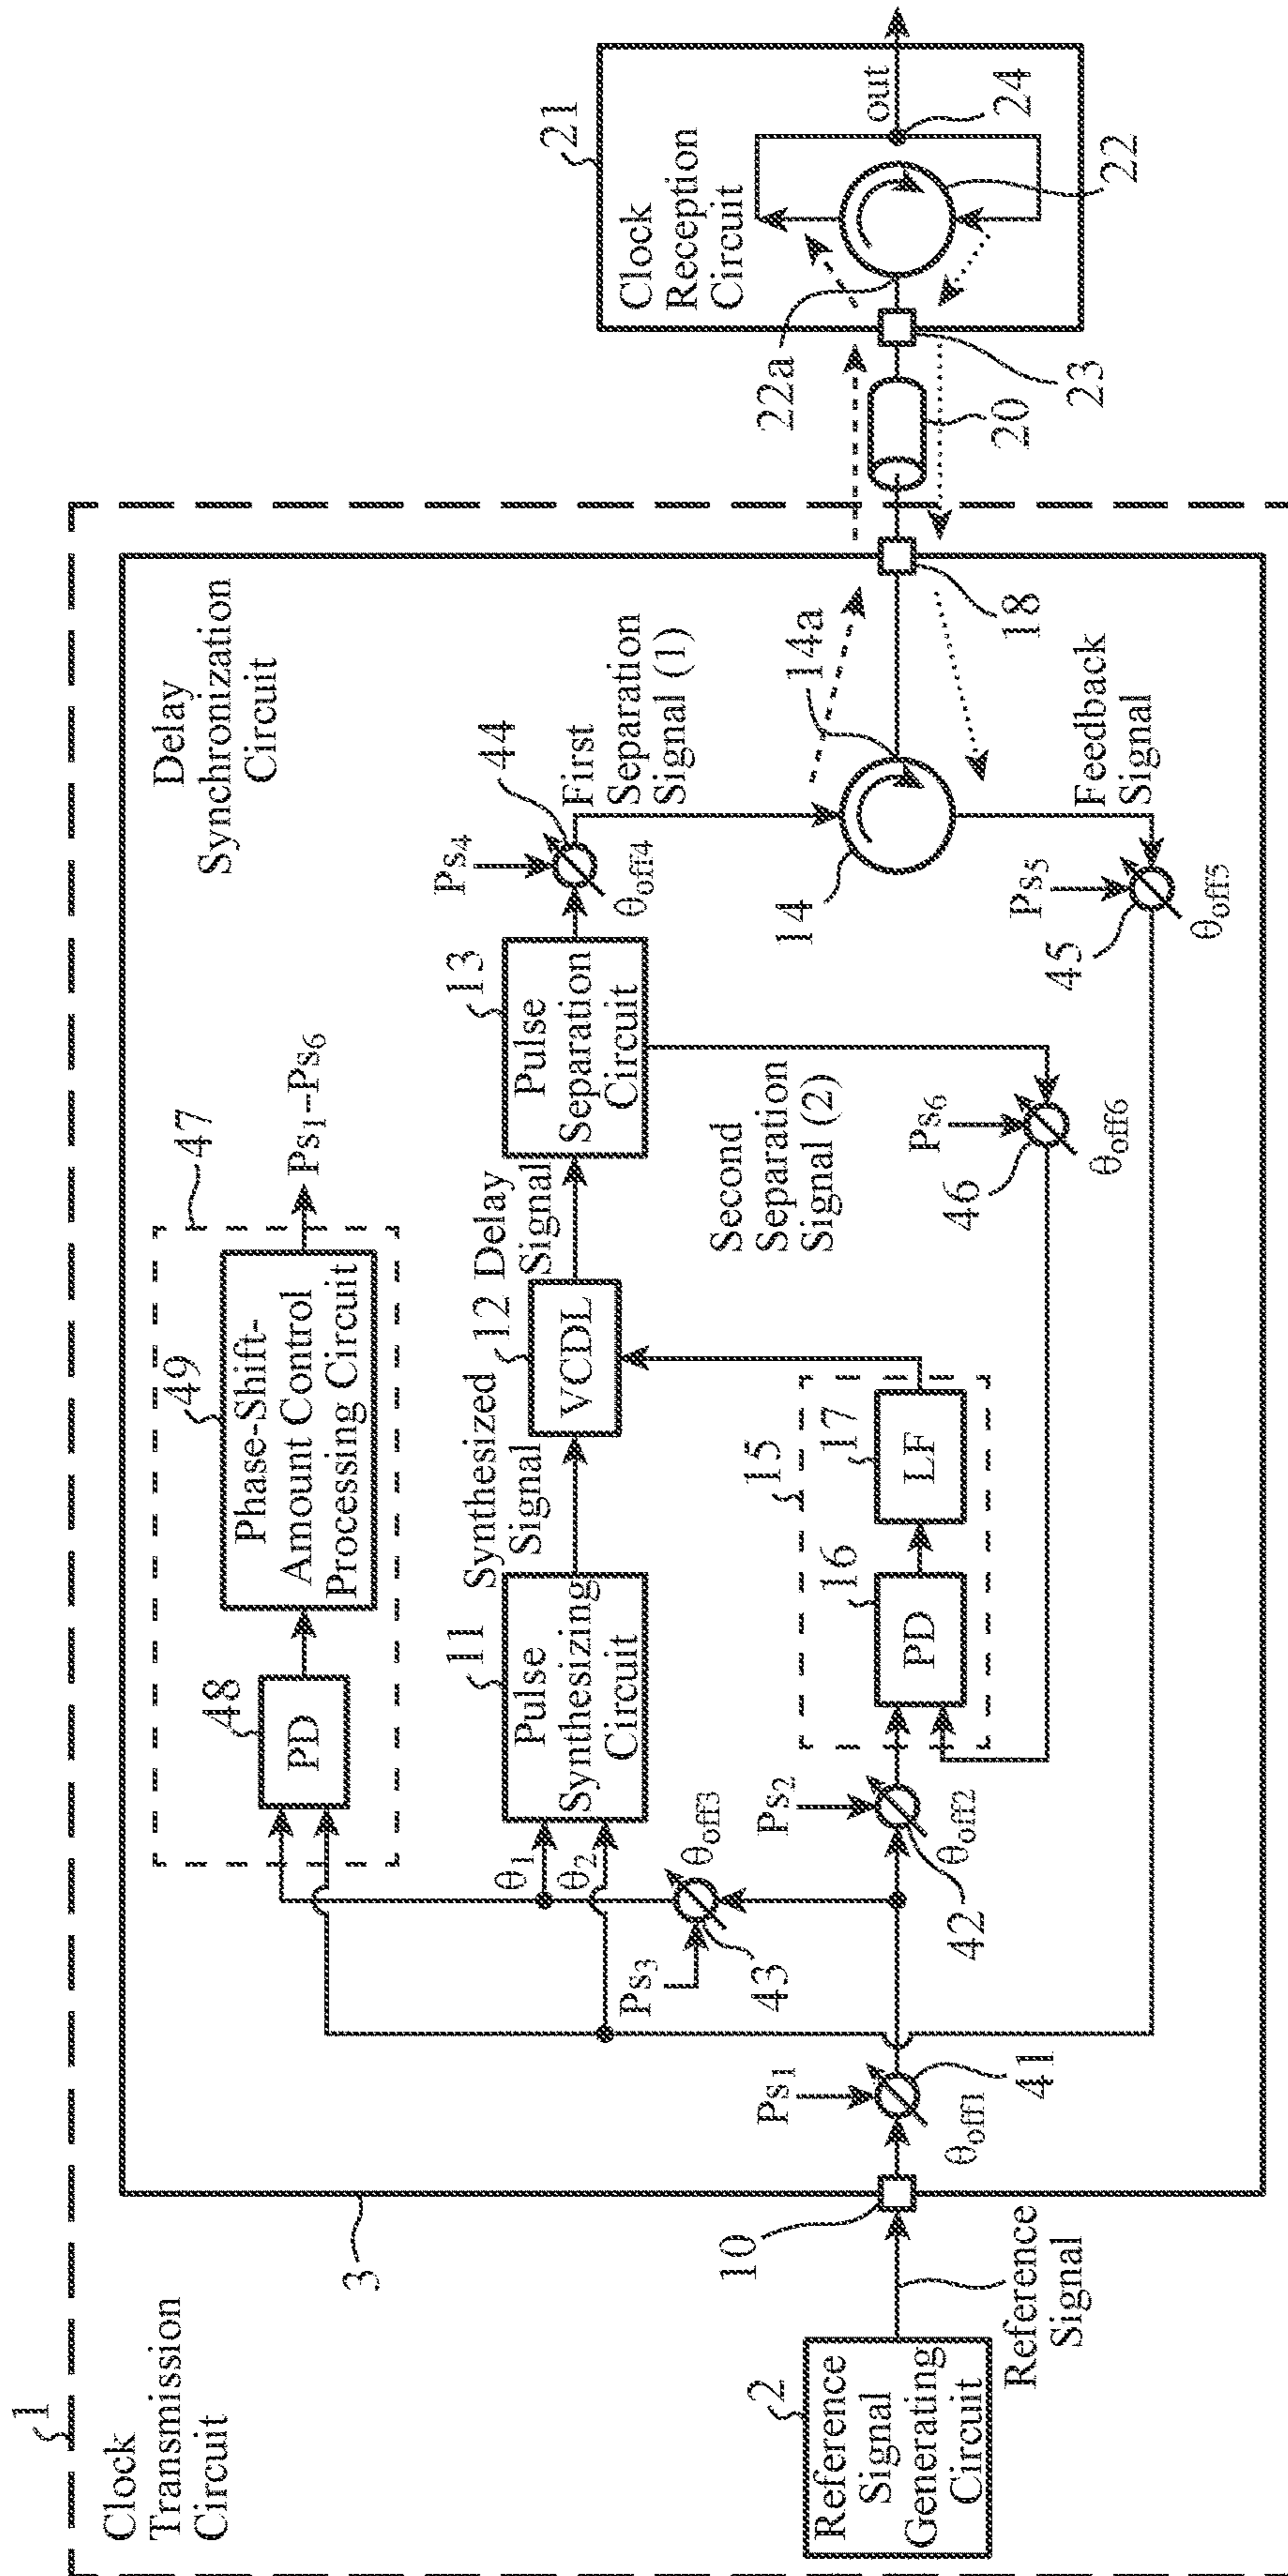 1
Clock
Transmission
Circuit
2
Reference
Signal
Generating
Circuit
Reference
Signal
10
3
Delay
Synchronization
Circuit
47
48
PD
49
Phase-Shift-
Amount Control
Processing Circuit
Ps1–Ps6
Ps1
θoff1
41
Ps3
43
θoff3
θ1
θ2
11
Pulse
Synthesizing
Circuit
Synthesized
Signal
12
VCDL
Delay
Signal
13
Pulse
Separation
Circuit
Ps4
44
θoff4
First
Separation
Signal (1)
Second
Separation
Signal (2)
Ps2
θoff2
42
15
16
PD
17
LF
Ps6
46
θoff6
14
14a
Ps5
45
θoff5
Feedback
Signal
18
20
21
Clock
Reception
Circuit
22a
23
22
24
out